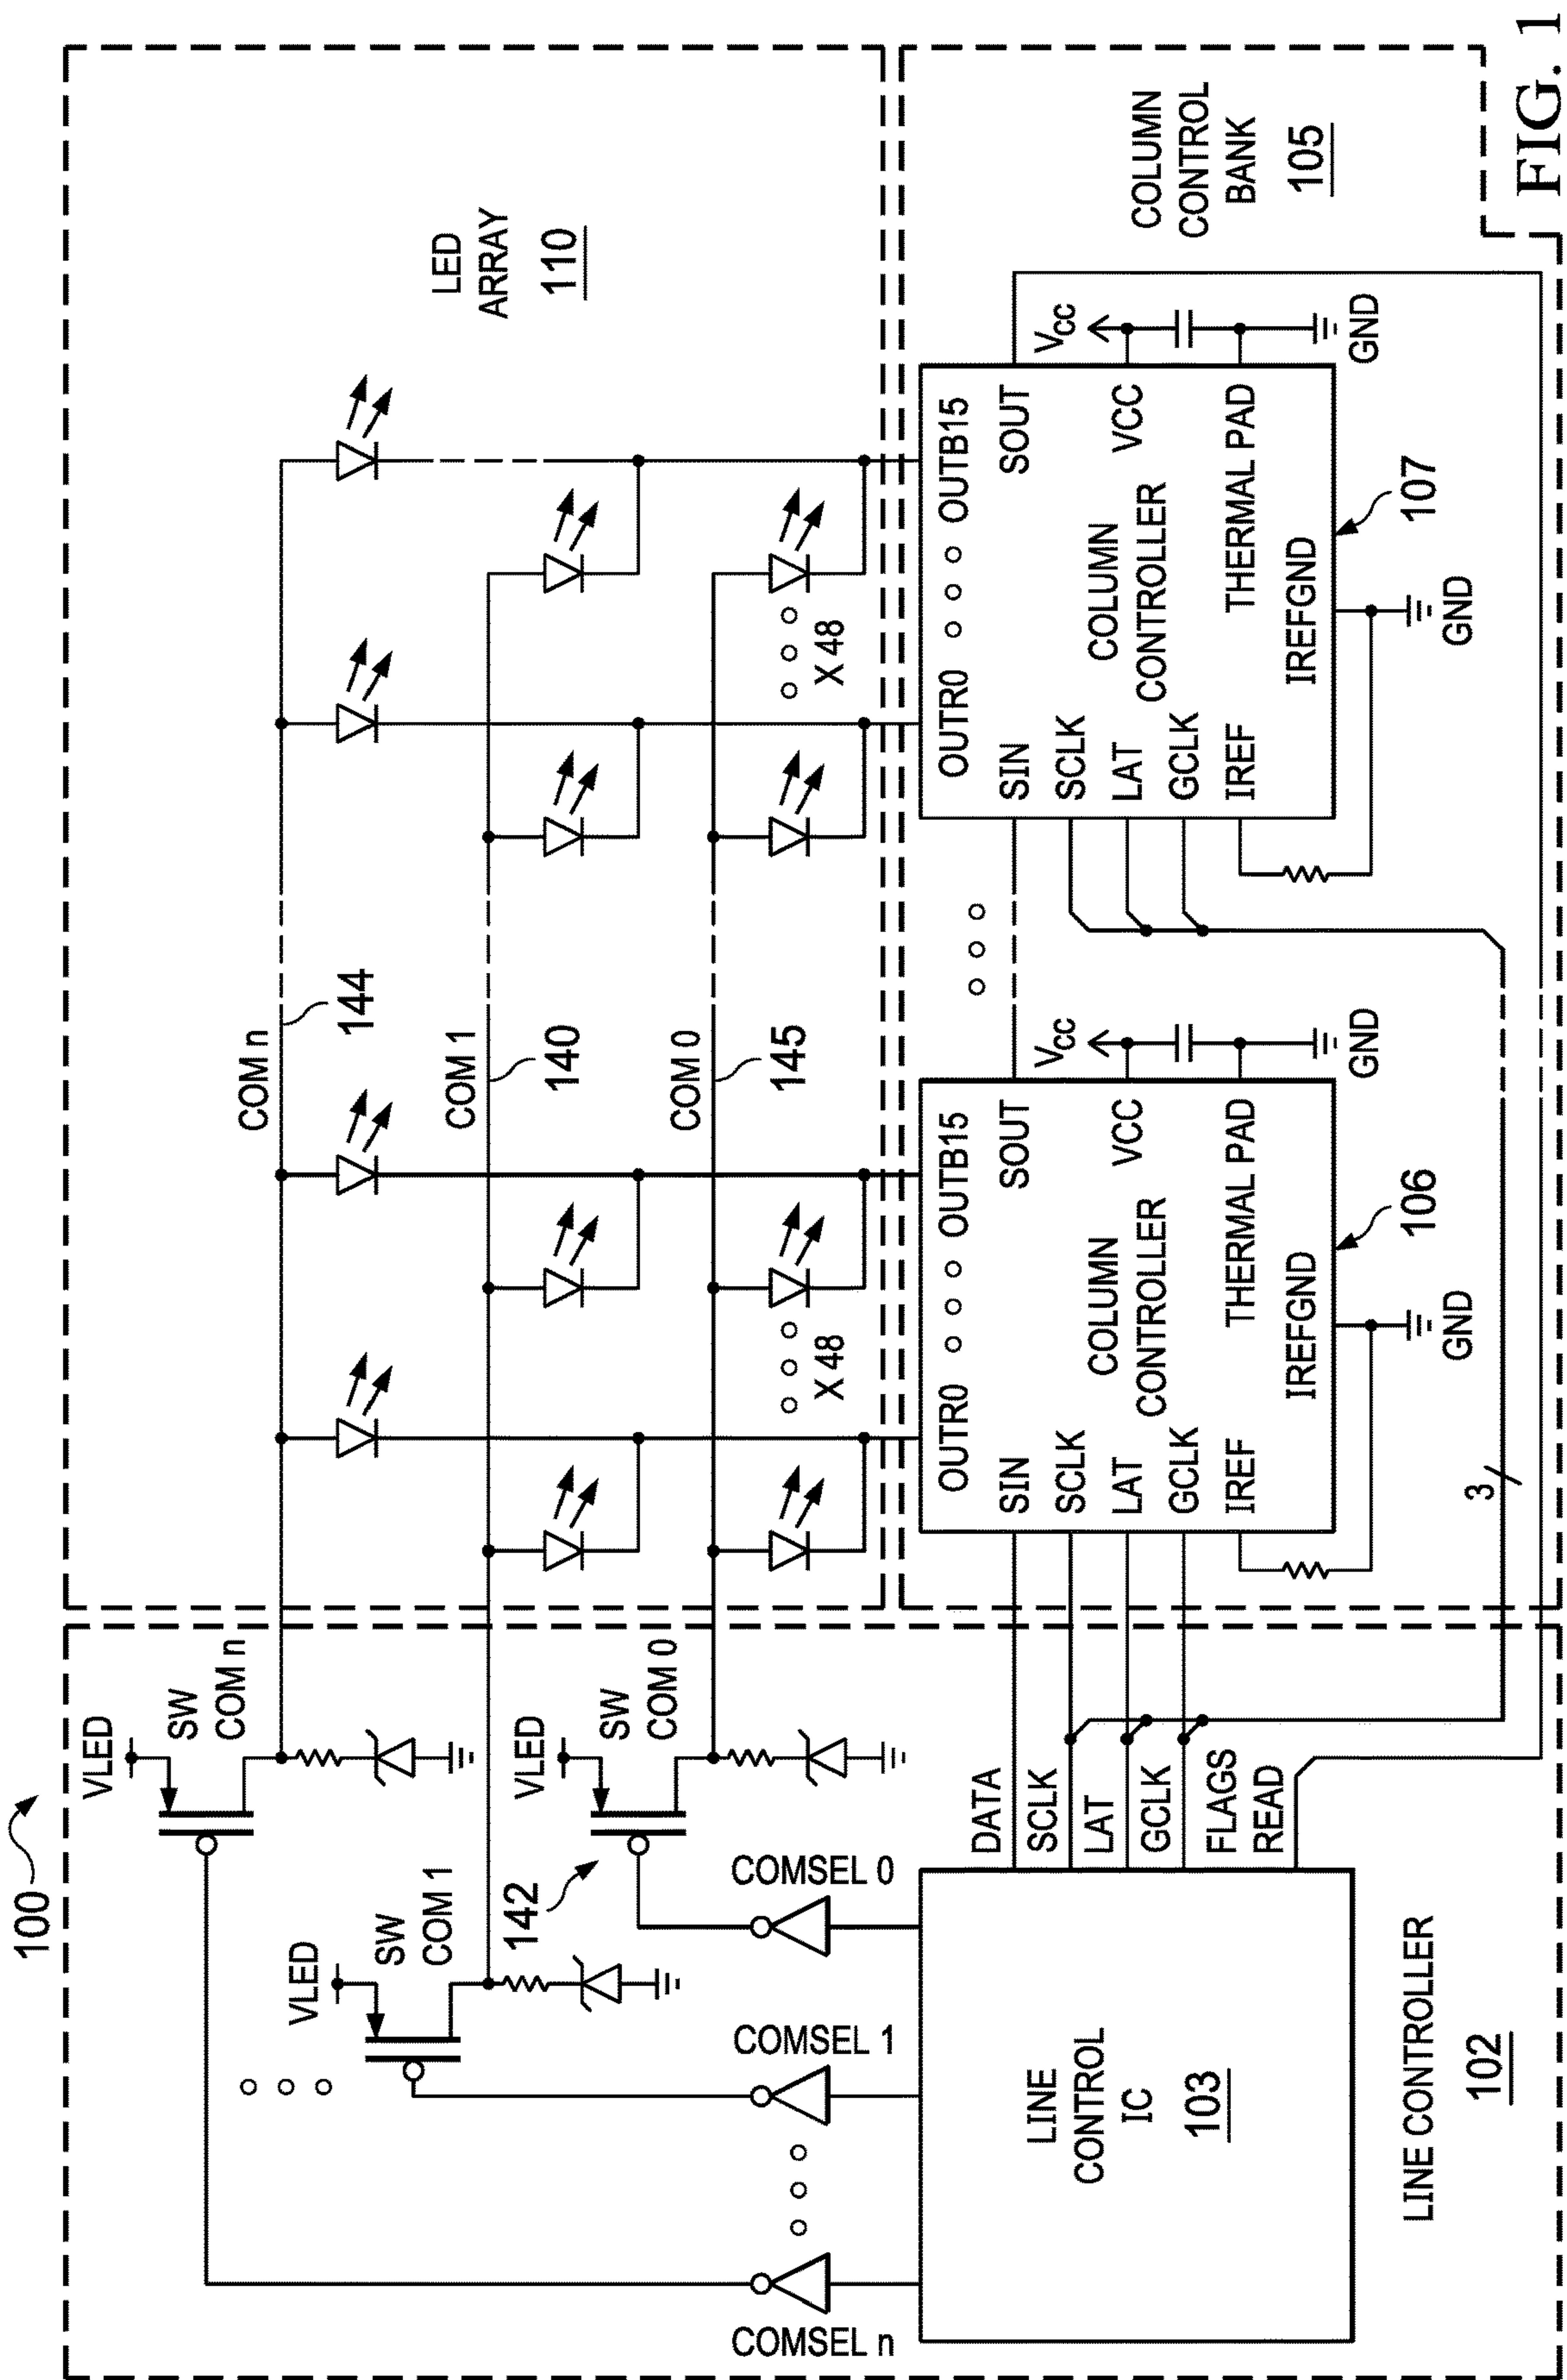 100
VLED
SW
COM n
VLED
SW
COM 1
142
VLED
SW
COM 0
COMSEL n
COMSEL 1
COMSEL 0
LINE
CONTROL
IC
103
LINE CONTROLLER
102
DATA
SCLK
LAT
GCLK
FLAGS
READ
COM n
144
COM 1
140
COM 0
145
X 48
X 48
LED
ARRAY
110
OUTR0
OUTB15
SIN
SCLK
LAT
GCLK
IREF
COLUMN
CONTROLLER
SOUT
VCC
THERMAL PAD
IREFGND
VCC
GND
GND
106
3
OUTR0
OUTB15
SIN
SCLK
LAT
GCLK
IREF
COLUMN
CONTROLLER
SOUT
VCC
THERMAL PAD
IREFGND
VCC
GND
GND
107
COLUMN
CONTROL
BANK
105
FIG. 1